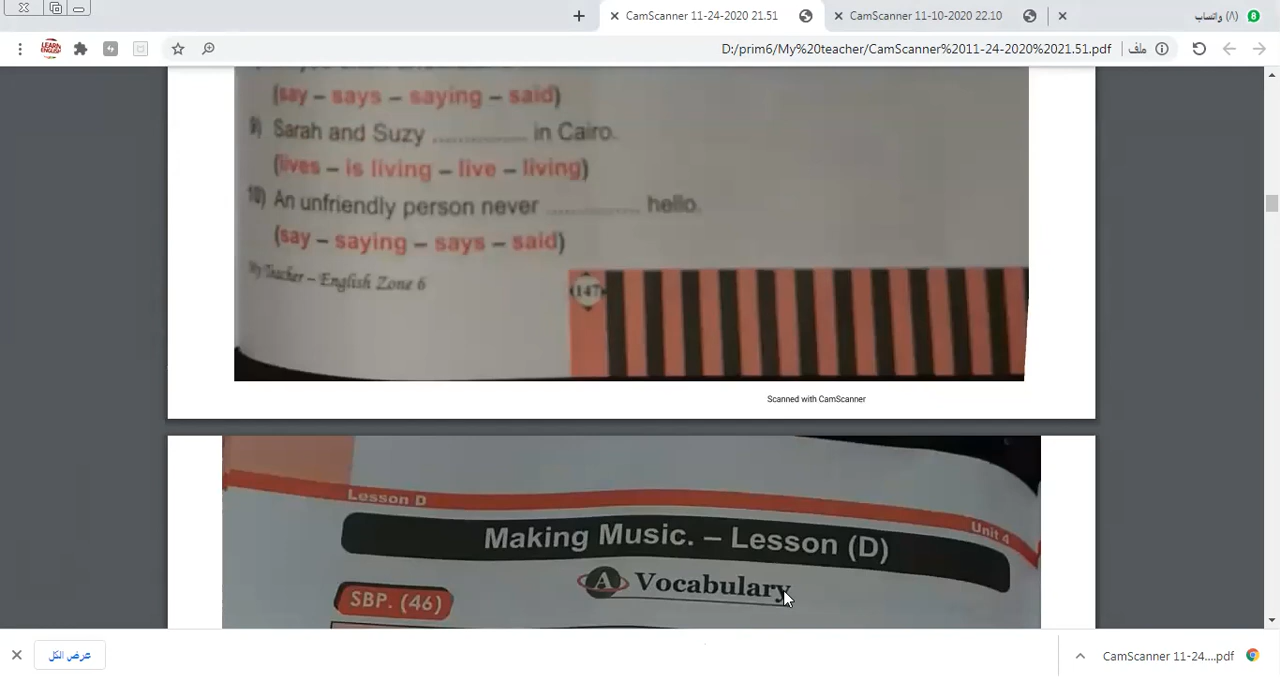 CamScanner 11-24-2020 21.51
CamScanner 11-10-2020 22.10
(٨) واتساب
8
D:/prim6/My%20teacher/CamScanner%2011-24-2020%2021.51.pdf
ملف
(say – says – saying – said)
9) Sarah and Suzy .............. in Cairo.
(lives – is living – live – living)
10) An unfriendly person never .............. hello.
(say – saying – says – said)
My Teacher – English Zone 6
147
Scanned with CamScanner
Lesson D
Unit 4
Making Music. – Lesson (D)
A Vocabulary
SBP. (46)
عرض الكل
CamScanner 11-24....pdf